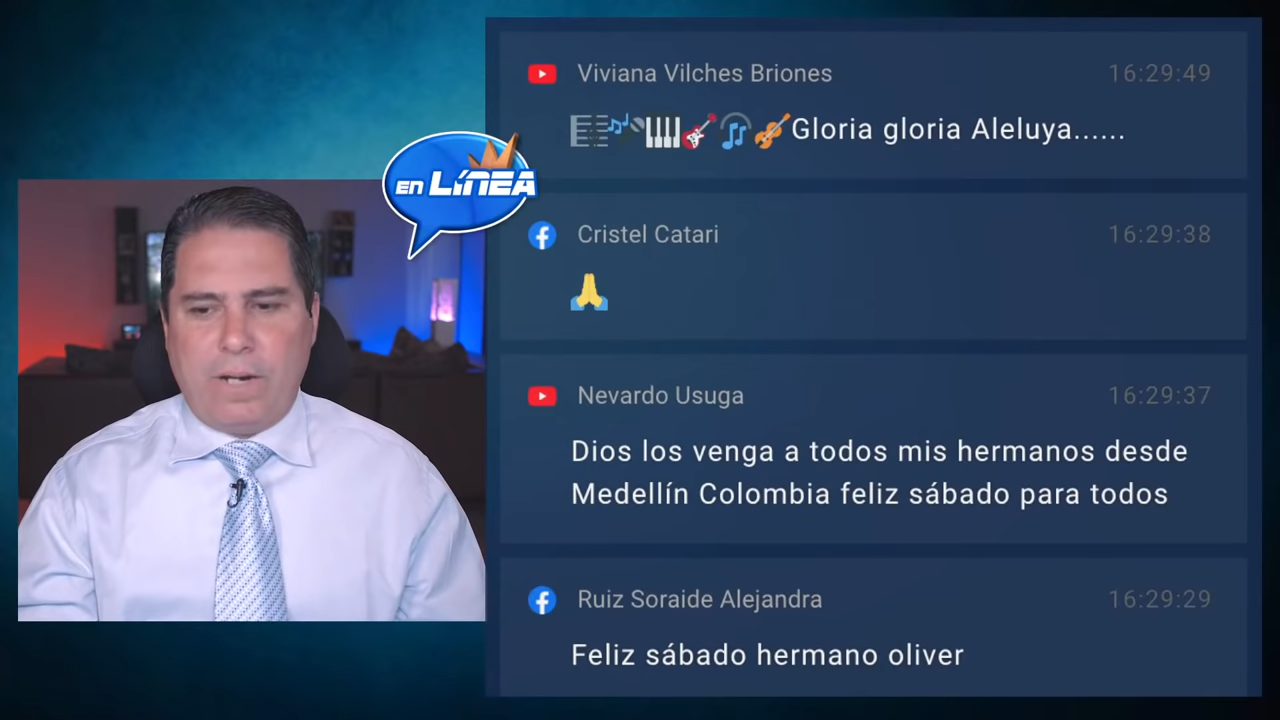 EN LÍNEA
Viviana Vilches Briones 16:29:49
Gloria gloria Aleluya......
Cristel Catari 16:29:38
Nevardo Usuga 16:29:37
Dios los venga a todos mis hermanos desde
Medellín Colombia feliz sábado para todos
Ruiz Soraide Alejandra 16:29:29
Feliz sábado hermano oliver